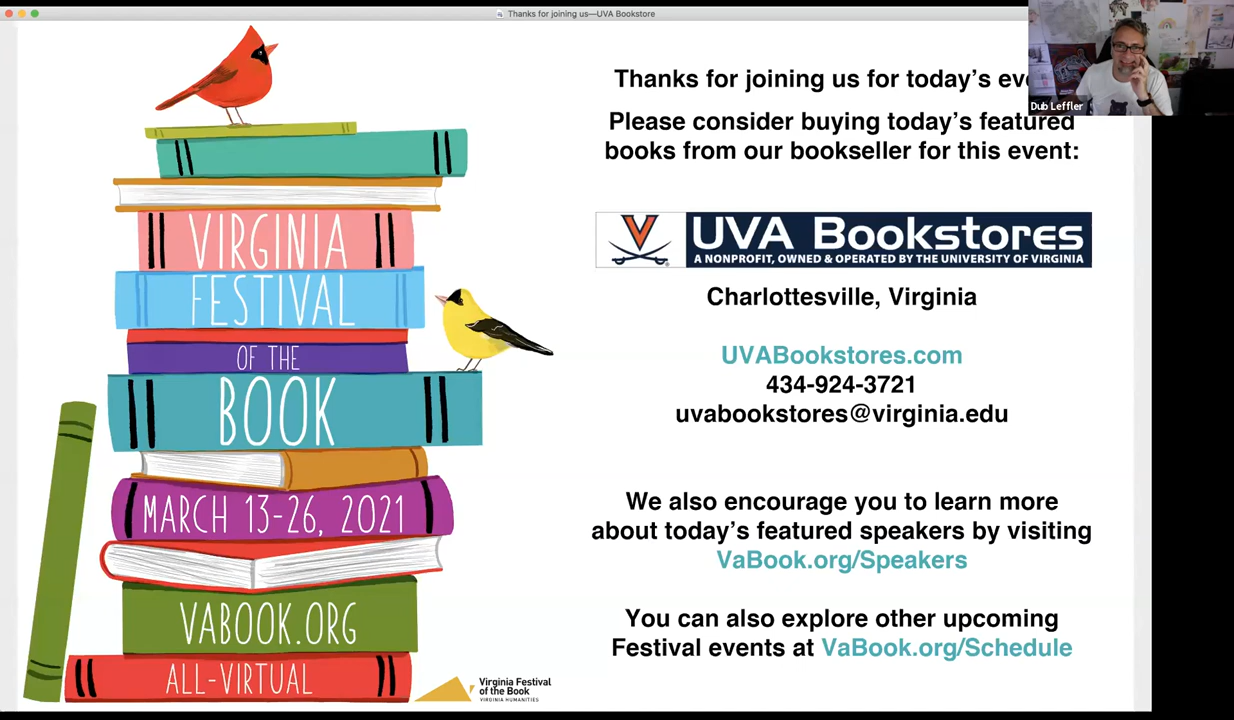 Thanks for joining us—UVA Bookstore
Dub Leffler
VIRGINIA
FESTIVAL
OF THE
BOOK
MARCH 13-26, 2021
VABOOK.ORG
ALL-VIRTUAL
Virginia Festival
of the Book
VIRGINIA HUMANITIES
Thanks for joining us for today's
Please consider buying today's featured
books from our bookseller for this event:
UVA Bookstores
A NONPROFIT, OWNED & OPERATED BY THE UNIVERSITY OF VIRGINIA
Charlottesville, Virginia
UVABookstores.com
434-924-3721
uvabookstores@virginia.edu
We also encourage you to learn more
about today's featured speakers by visiting
VaBook.org/Speakers
You can also explore other upcoming
Festival events at VaBook.org/Schedule